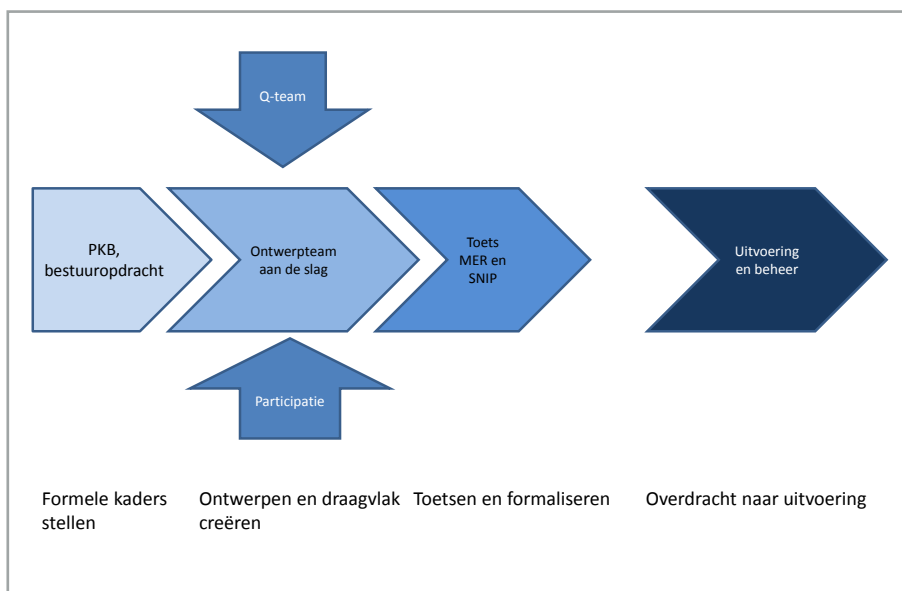 Q-team
PKB,
bestuuropdracht
Ontwerpteam
aan de slag
Toets
MER en
SNIP
Uitvoering
en beheer
Participatie
Formele kaders
stellen
Ontwerpen en draagvlak
creëren
Toetsen en formaliseren
Overdracht naar uitvoering